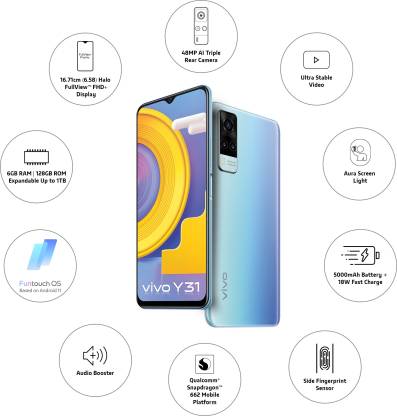 48MP AI Triple
Rear Camera
FullView™
16.71cm (6.58) Halo
FullView™ FHD+
Display
Ultra Stable
Video
6GB RAM | 128GB ROM
Expandable Up to 1TB
Aura Screen
Light
Funtouch OS
Based on Android 11
vivo Y31
vivo
5000mAh Battery +
18W Fast Charge
Audio Booster
Qualcomm®
Snapdragon™
662 Mobile
Platform
Side Fingerprint
Sensor